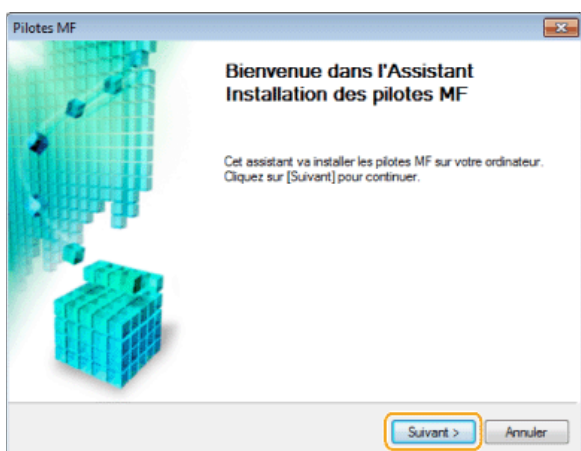 Pilotes MF
Bienvenue dans l'Assistant
Installation des pilotes MF
Cet assistant va installer les pilotes MF sur votre ordinateur.
Cliquez sur [Suivant] pour continuer.
Suivant >
Annuler